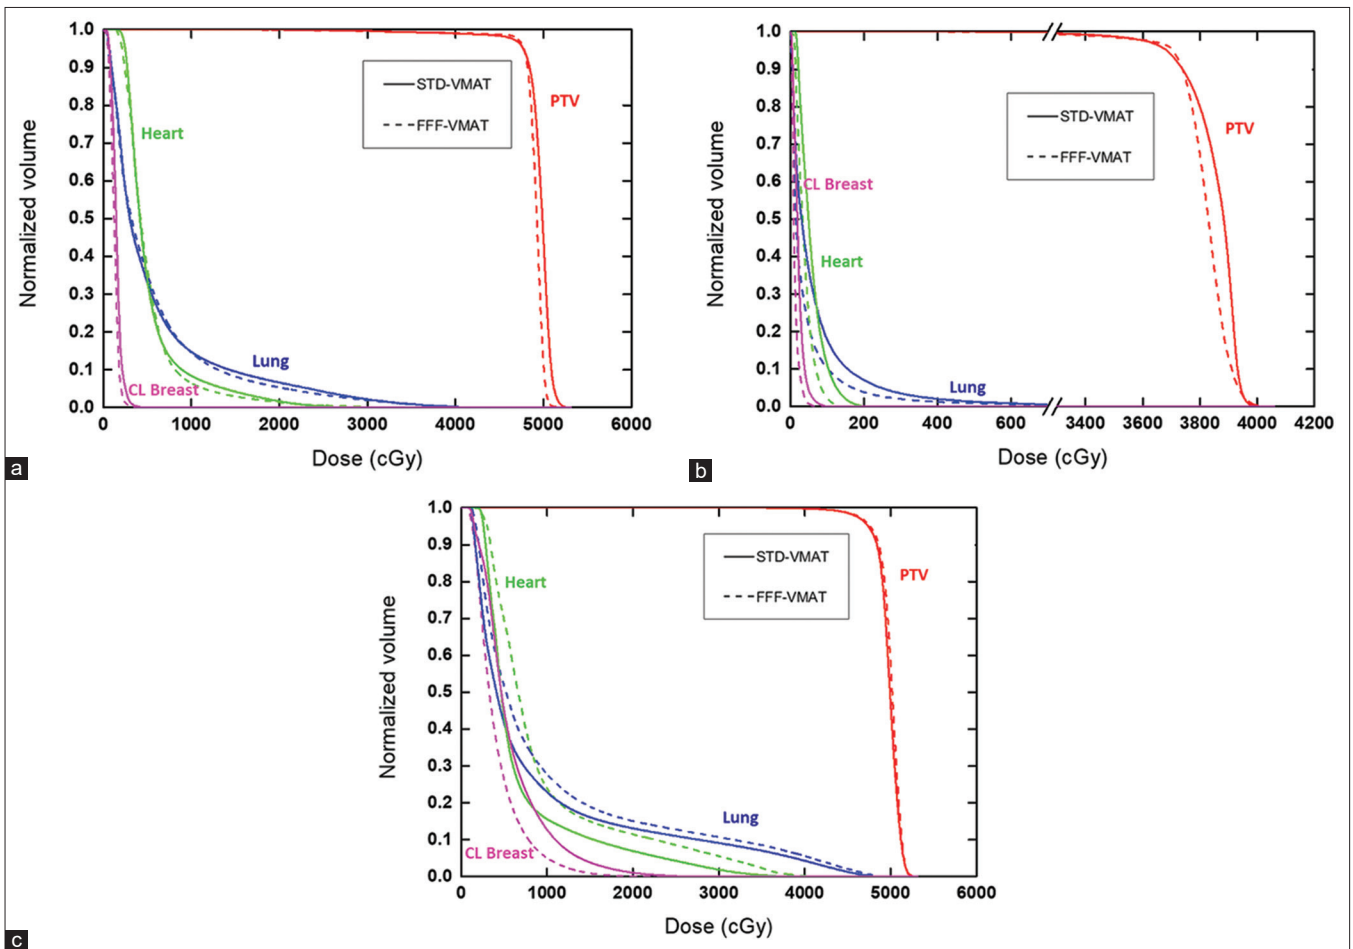 1.0
0.9
0.8
0.7
0.6
0.5
0.4
0.3
0.2
0.1
0.0
Normalized volume
STD-VMAT
FFF-VMAT
PTV
Heart
Lung
CL Breast
0 1000 2000 3000 4000 5000 6000
Dose (cGy)
a
1.0
0.9
0.8
0.7
0.6
0.5
0.4
0.3
0.2
0.1
0.0
Normalized volume
STD-VMAT
FFF-VMAT
PTV
CL Breast
Heart
Lung
0 200 400 600 3400 3600 3800 4000 4200
Dose (cGy)
b
1.0
0.9
0.8
0.7
0.6
0.5
0.4
0.3
0.2
0.1
0.0
Normalized volume
STD-VMAT
FFF-VMAT
PTV
Heart
Lung
CL Breast
0 1000 2000 3000 4000 5000 6000
Dose (cGy)
c